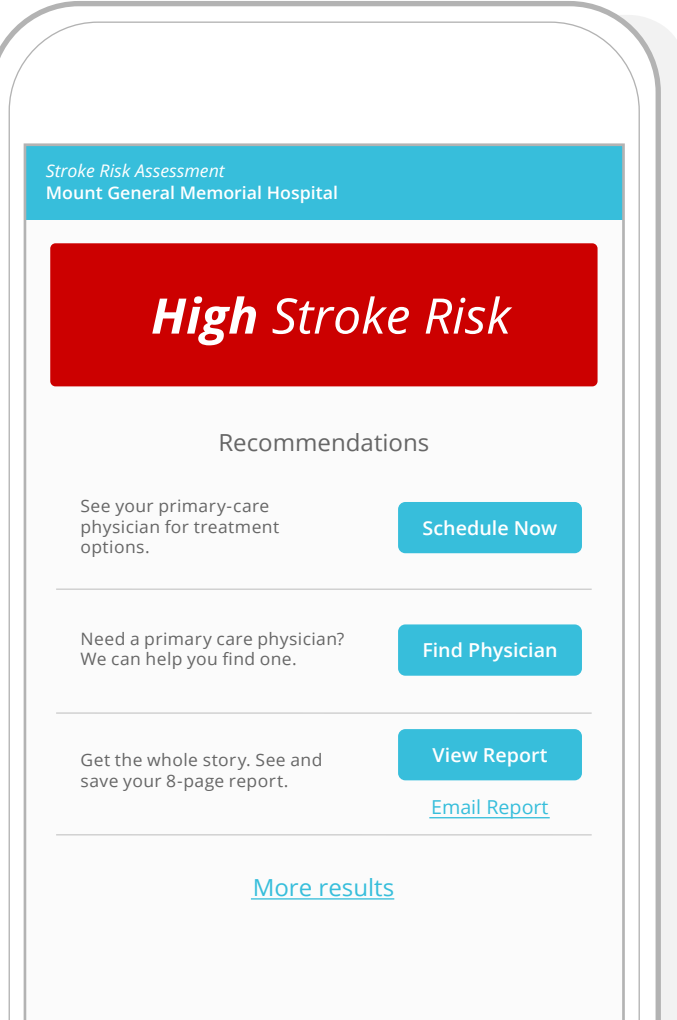 Stroke Risk Assessment
Mount General Memorial Hospital
High Stroke Risk
Recommendations
See your primary-care
physician for treatment
options.
Schedule Now
Need a primary care physician?
We can help you find one.
Find Physician
Get the whole story. See and
save your 8-page report.
View Report
Email Report
More results